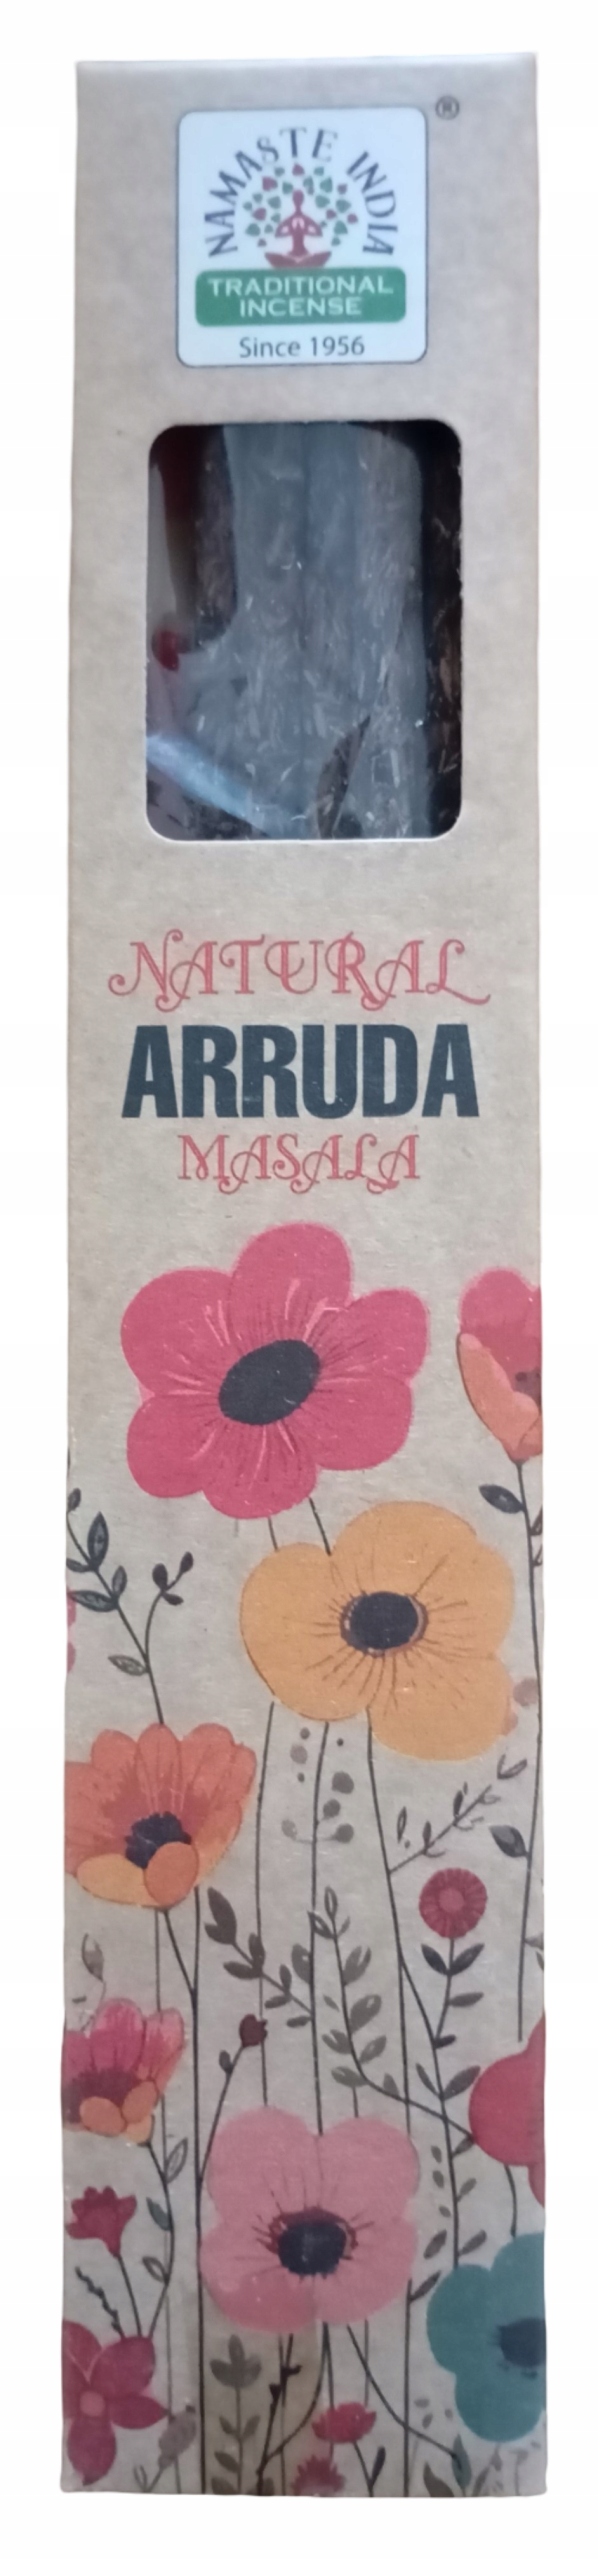 ®
NAMASTE INDIA
TRADITIONAL
INCENSE
Since 1956
NATURAL
ARRUDA
MASALA